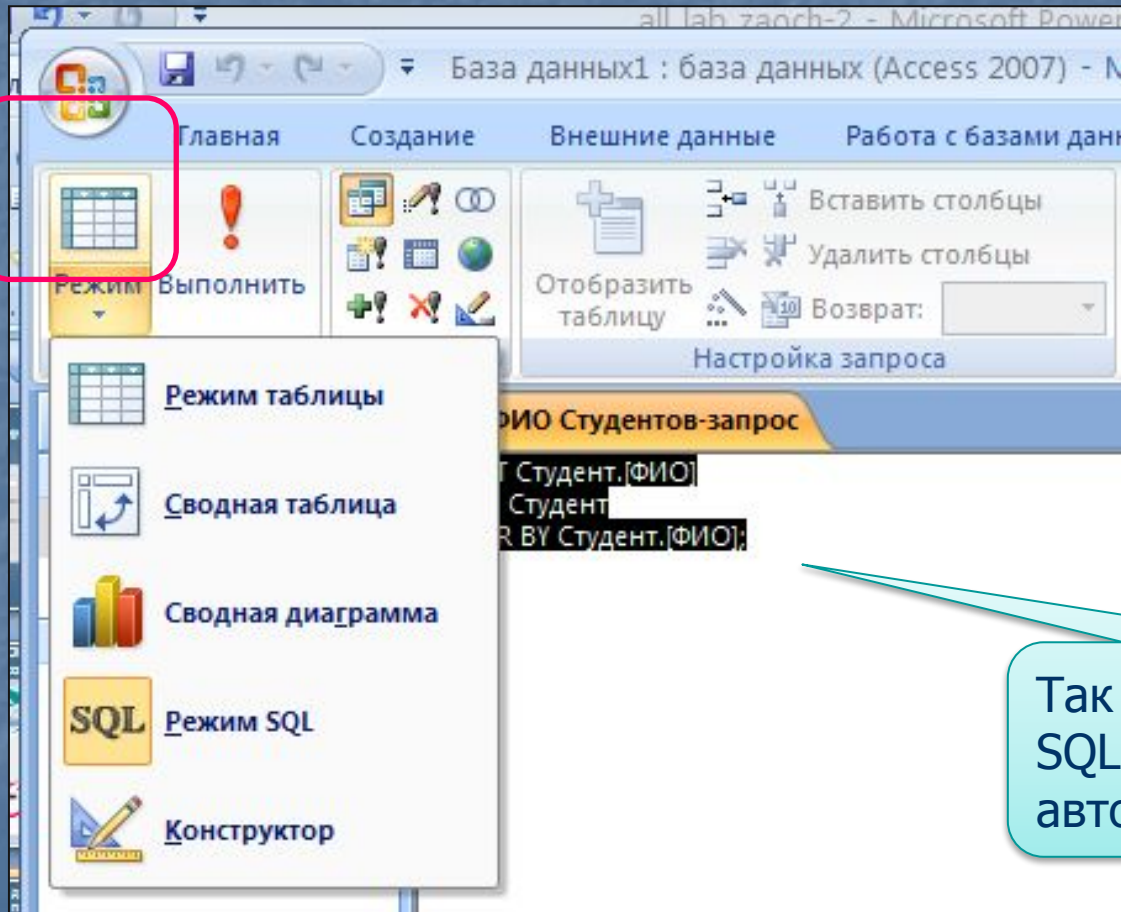 all lab zaoch-2 - Microsoft Power
База данных1 : база данных (Access 2007) - M
Главная Создание Внешние данные Работа с базами данн
Вставить столбцы
Удалить столбцы
Режим Выполнить Отобразить таблицу Возврат:
Настройка запроса
Режим таблицы
Сводная таблица
Сводная диаграмма
SQL Режим SQL
Конструктор
ФИО Студентов-запрос
T Студент.[ФИО]
Студент
R BY Студент.[ФИО];
Так
SQL
авто